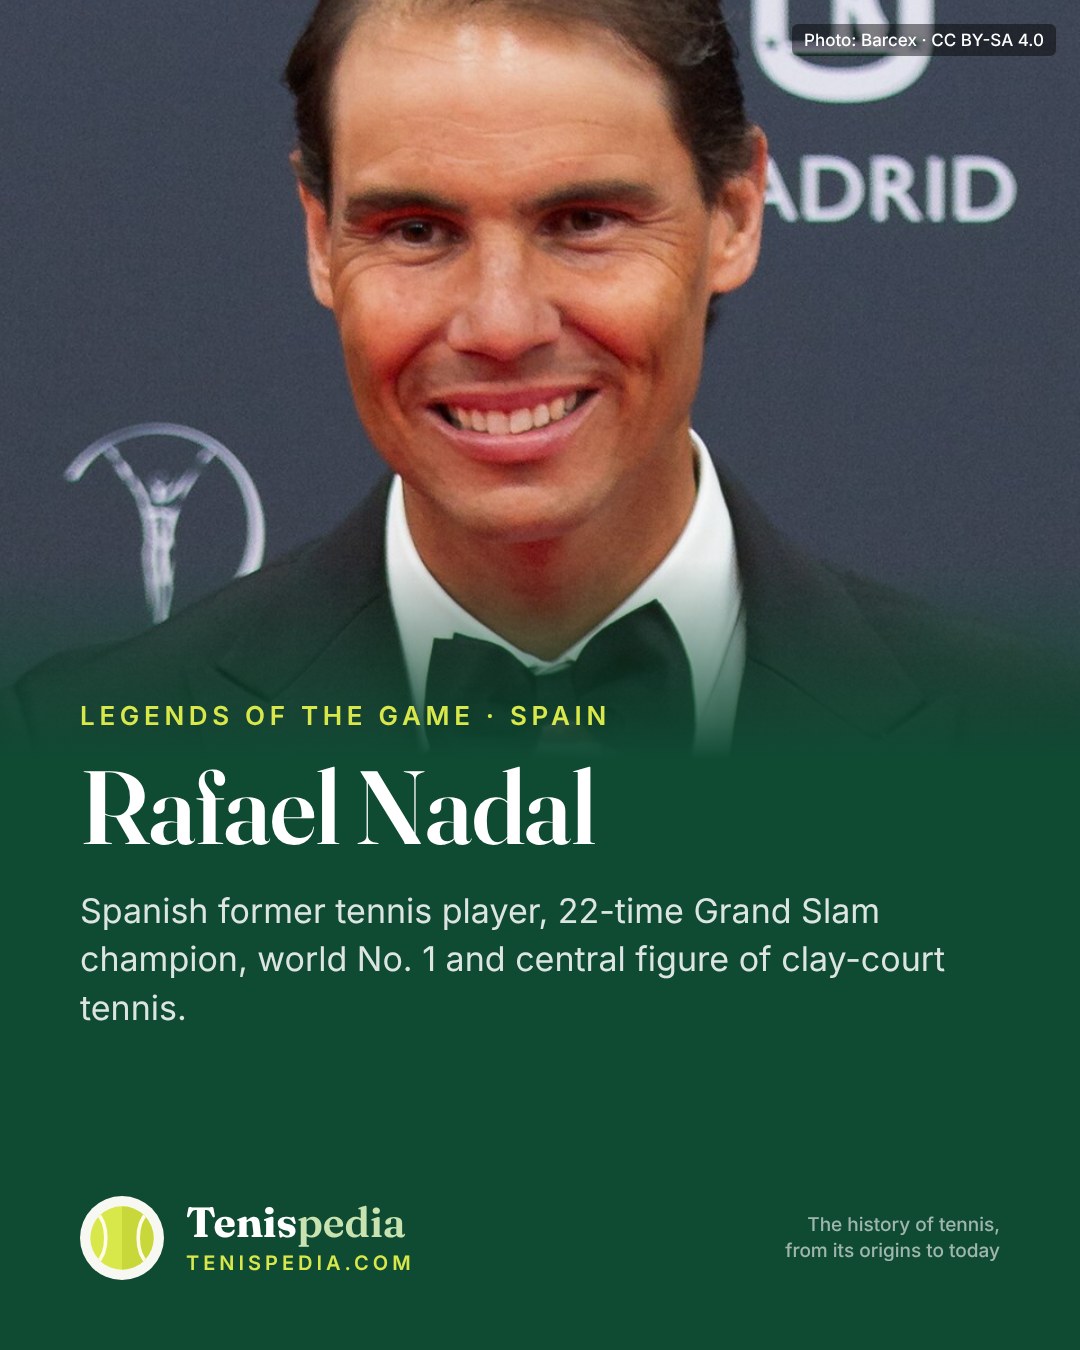 Photo: Barcex · CC BY-SA 4.0
ADRID
LEGENDS OF THE GAME · SPAIN
Rafael Nadal
Spanish former tennis player, 22-time Grand Slam
champion, world No. 1 and central figure of clay-court
tennis.
Tenispedia
TENISPEDIA.COM
The history of tennis,
from its origins to today